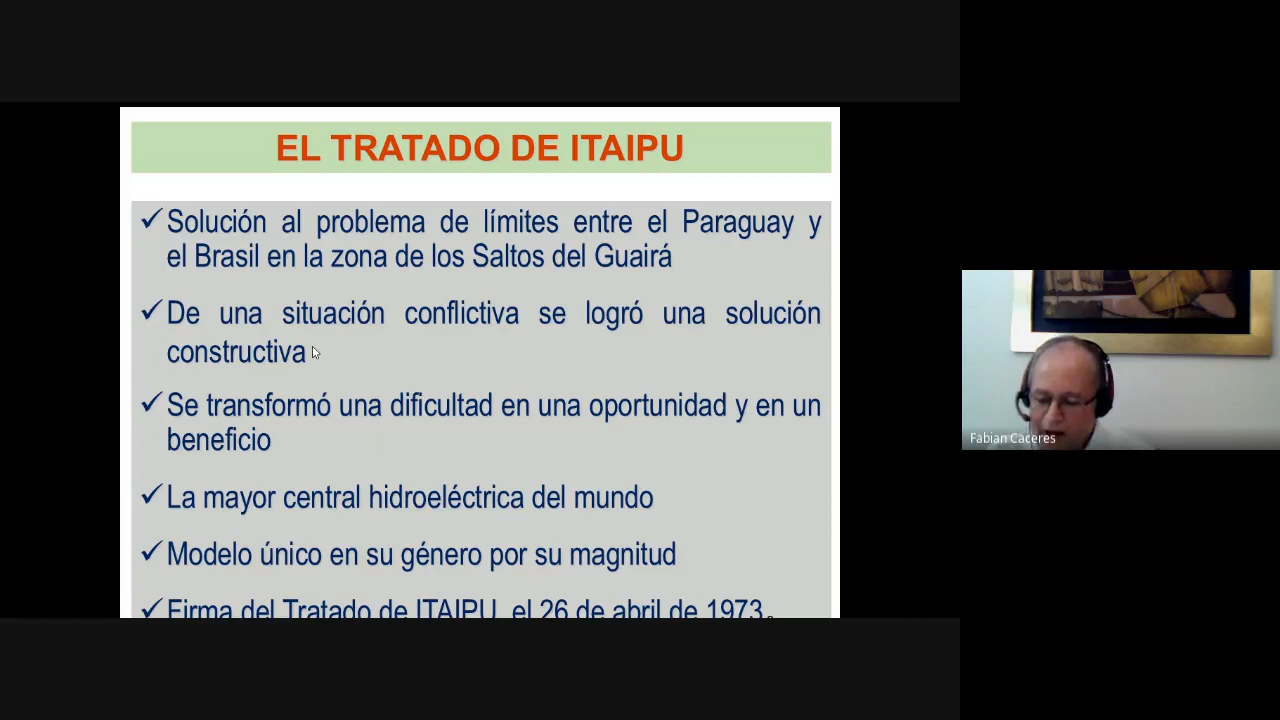 EL TRATADO DE ITAIPU
✓ Solución al problema de límites entre el Paraguay y
el Brasil en la zona de los Saltos del Guairá
✓ De una situación conflictiva se logró una solución
constructiva
✓ Se transformó una dificultad en una oportunidad y en un
beneficio
✓ La mayor central hidroeléctrica del mundo
✓ Modelo único en su género por su magnitud
✓ Firma del Tratado de ITAIPU, el 26 de abril de 1973.
Fabian Caceres